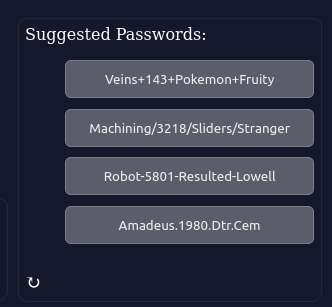 Suggested Passwords:
Veins+143+Pokemon+Fruity
Machining/3218/Sliders/Stranger
Robot-5801-Resulted-Lowell
Amadeus.1980.Dtr.Cem
↻